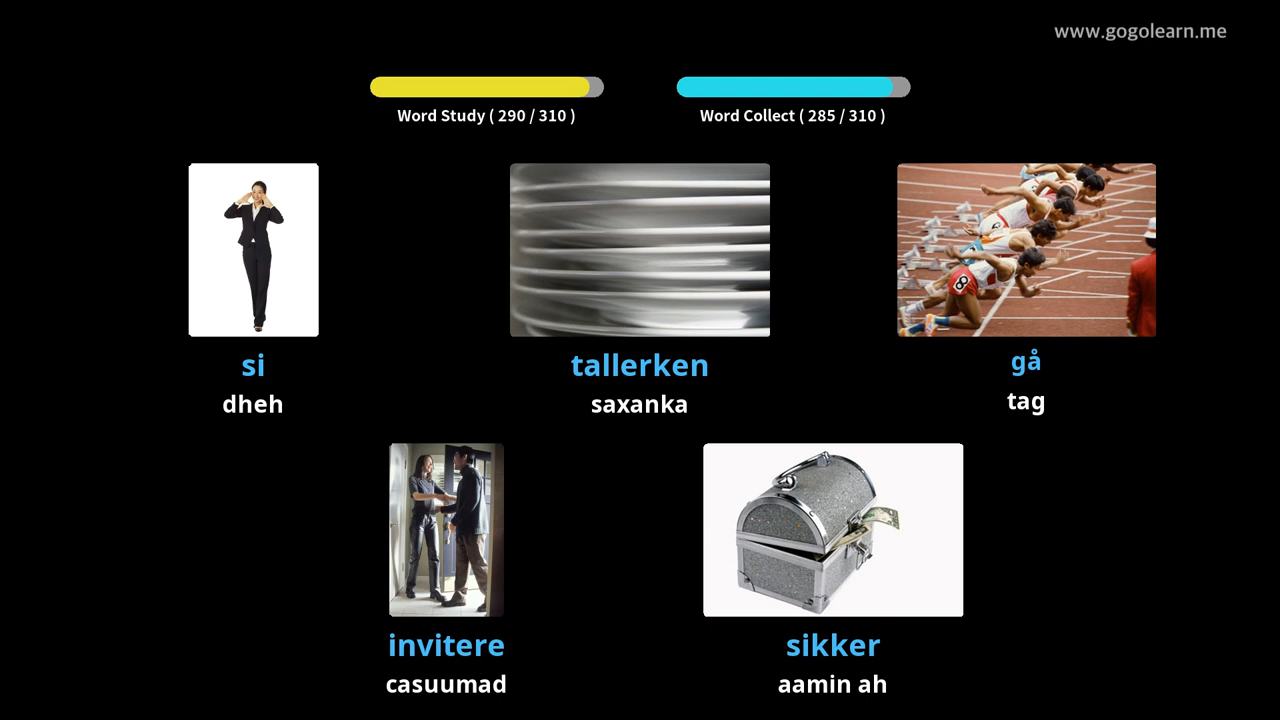 www.gogolearn.me
Word Study ( 290 / 310 )
Word Collect ( 285 / 310 )
si
dheh
tallerken
saxanka
8
gå
tag
invitere
casuumad
sikker
aamin ah